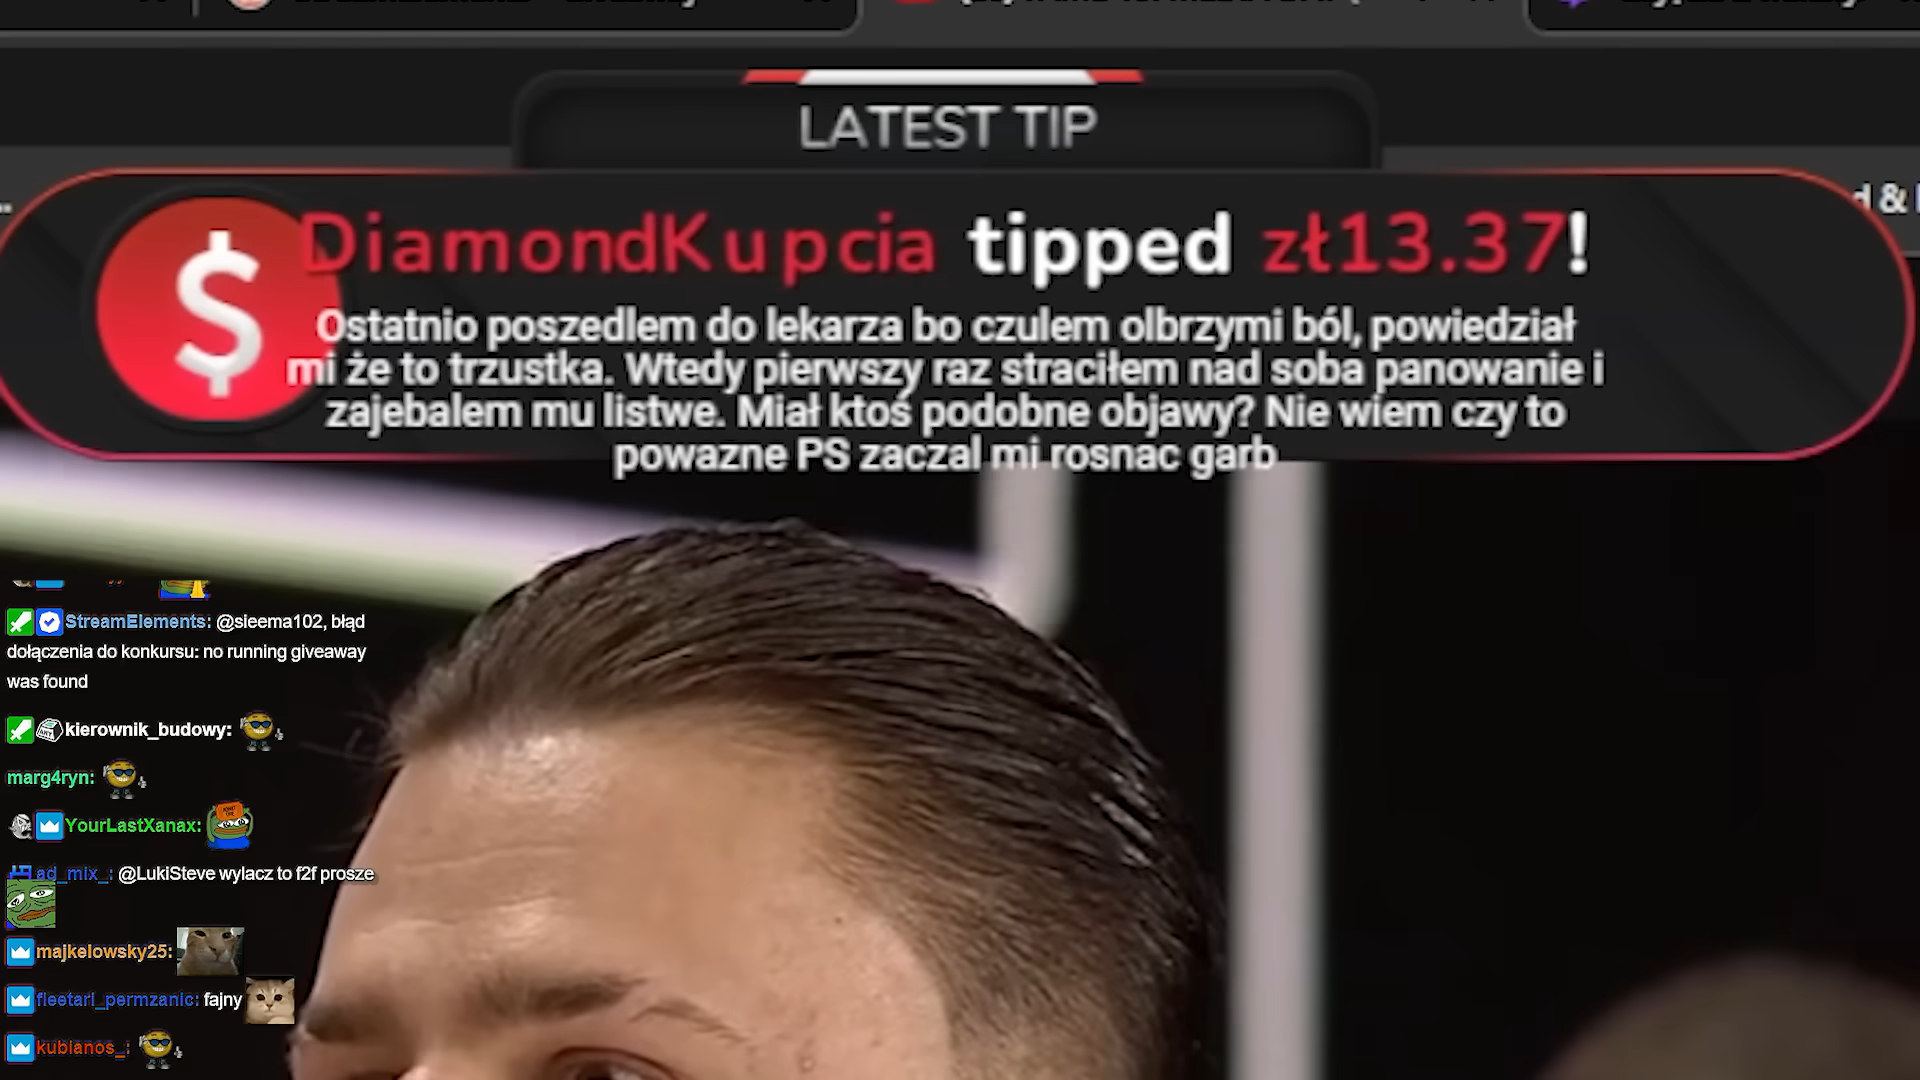 LATEST TIP
d &
DiamondKupcia tipped zł13.37!
Ostatnio poszedlem do lekarza bo czulem olbrzymi ból, powiedział
mi że to trzustka. Wtedy pierwszy raz straciłem nad soba panowanie i
zajebalem mu listwe. Miał ktoś podobne objawy? Nie wiem czy to
powazne PS zaczal mi rosnac garb
StreamElements: @sieema102, błąd
dołączenia do konkursu: no running giveaway
was found
kierownik_budowy:
marg4ryn:
YourLastXanax:
ad_mix_: @LukiSteve wylacz to f2f prosze
majkelowsky25:
fleetari_permzanic: fajny
kubianos_: